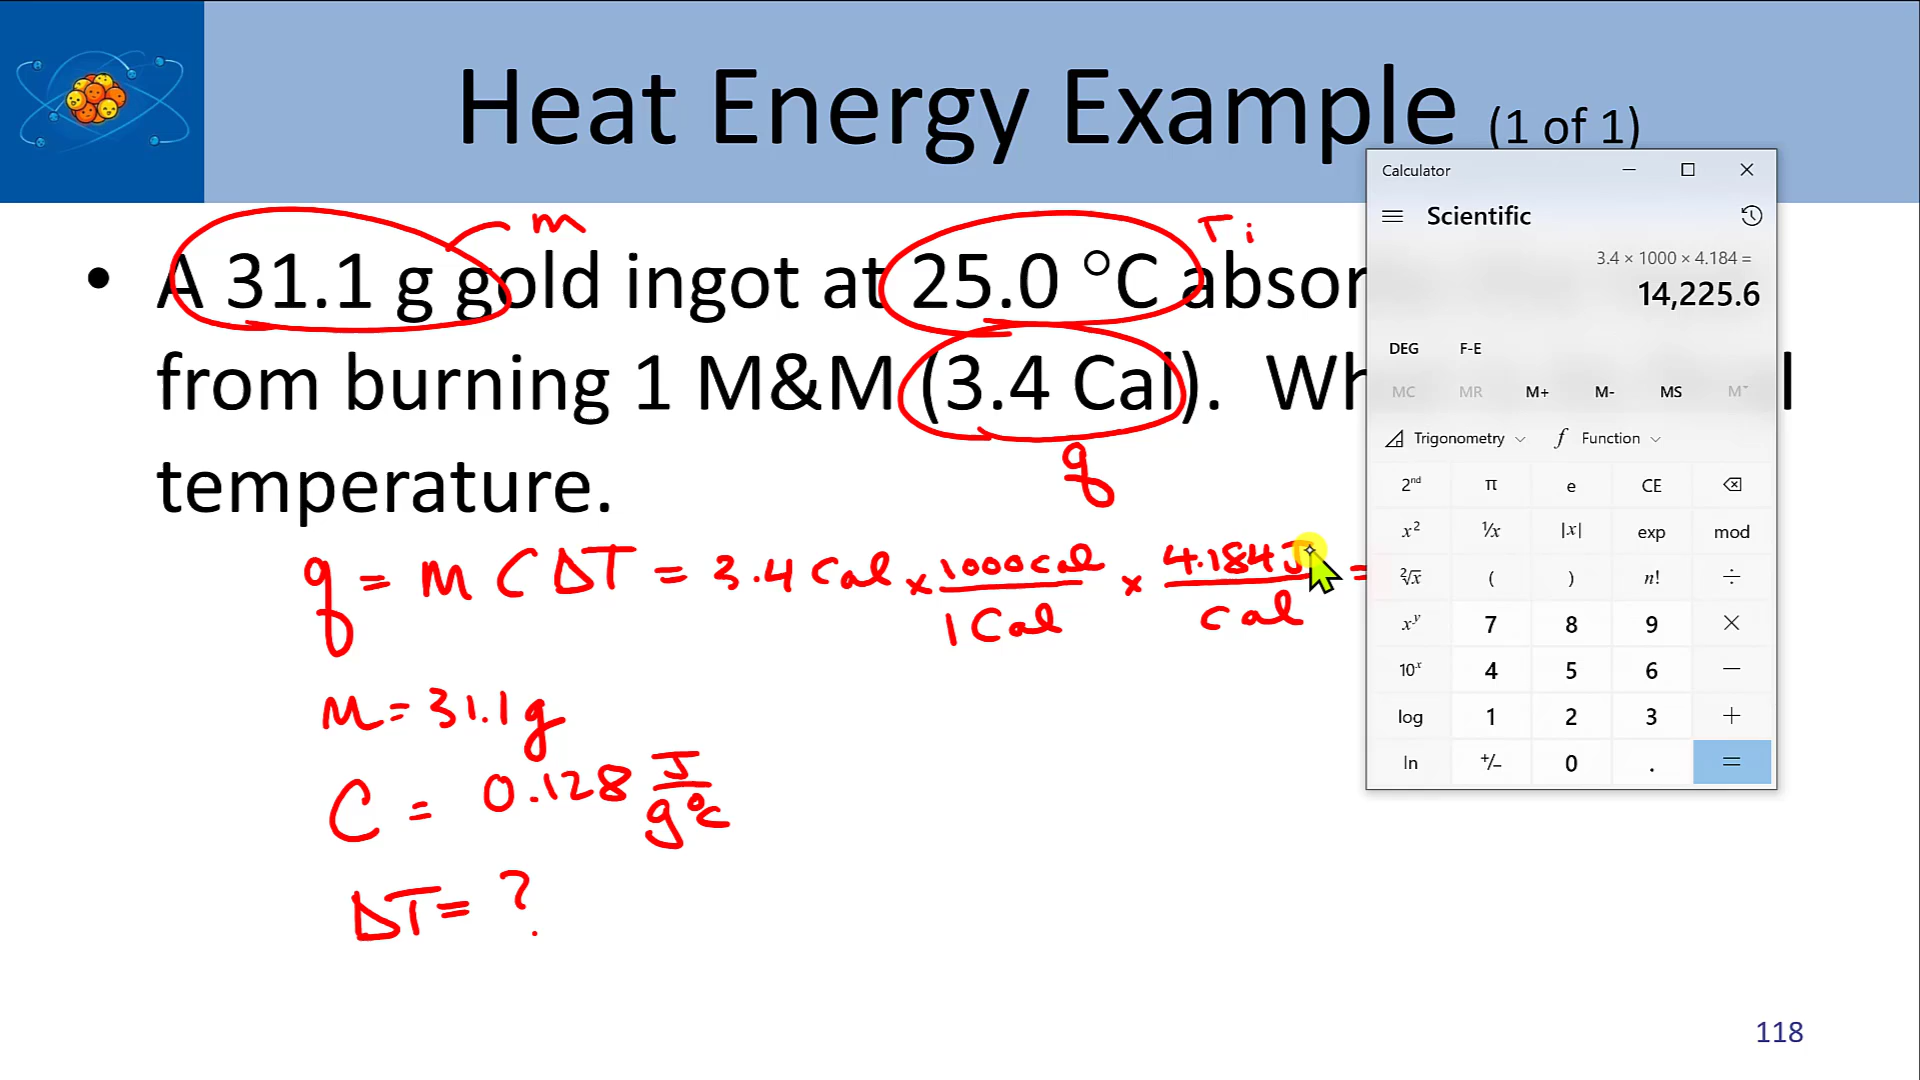 Heat Energy Example (1 of 1)
m
Ti
• A 31.1 g gold ingot at 25.0 °C absor
from burning 1 M&M (3.4 Cal). Wh l
temperature.
q
q = m C ΔT = 3.4 Cal × 1000 cal / 1 Cal × 4.184 J / cal =
m = 31.1 g
C = 0.128 J / g°C
ΔT = ?
118
Calculator
Scientific
3.4 × 1000 × 4.184 =
14,225.6
DEG F-E
MC MR M+ M- MS M˅
Trigonometry Function
2nd π e CE
x² ¹/x |x| exp mod
²√x ( ) n! ÷
xʸ 7 8 9 ×
10ˣ 4 5 6 −
log 1 2 3 +
ln +/− 0 . =